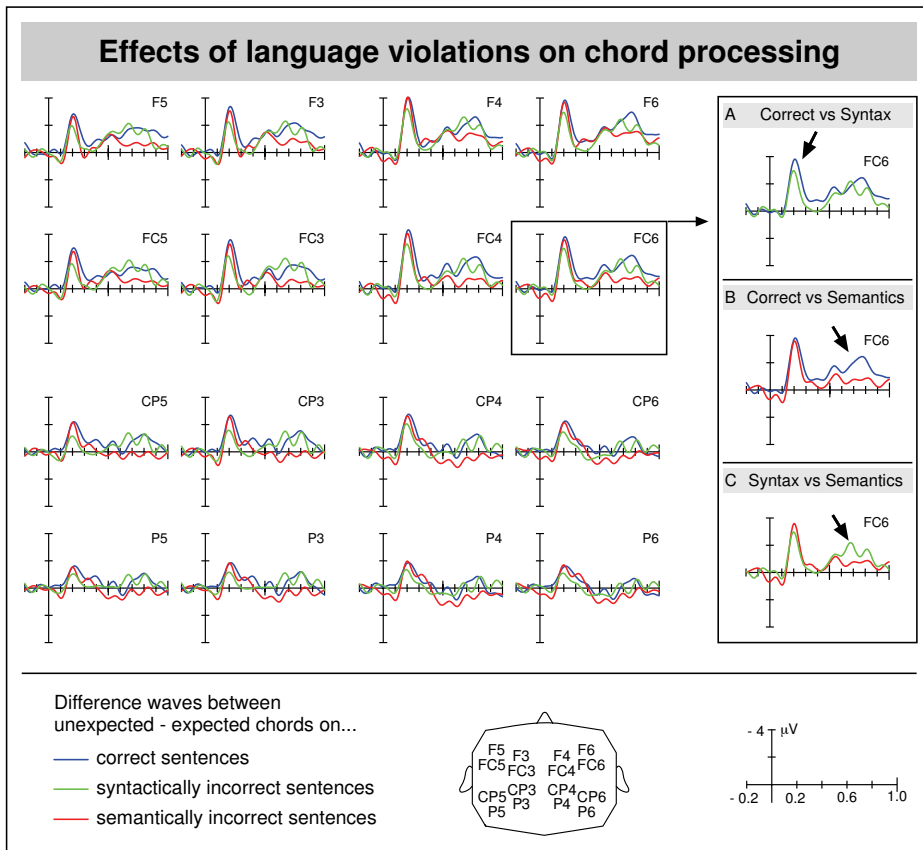 Effects of language violations on chord processing
F5 F3 F4 F6
FC5 FC3 FC4 FC6
CP5 CP3 CP4 CP6
P5 P3 P4 P6
A Correct vs Syntax
FC6
B Correct vs Semantics
FC6
C Syntax vs Semantics
FC6
Difference waves between
unexpected - expected chords on...
correct sentences
syntactically incorrect sentences
semantically incorrect sentences
F5 F3 F4 F6
FC5 FC3 FC4 FC6
CP5 CP3 CP4 CP6
P5 P3 P4 P6
- 4 µV
- 0.2 0.2 0.6 1.0